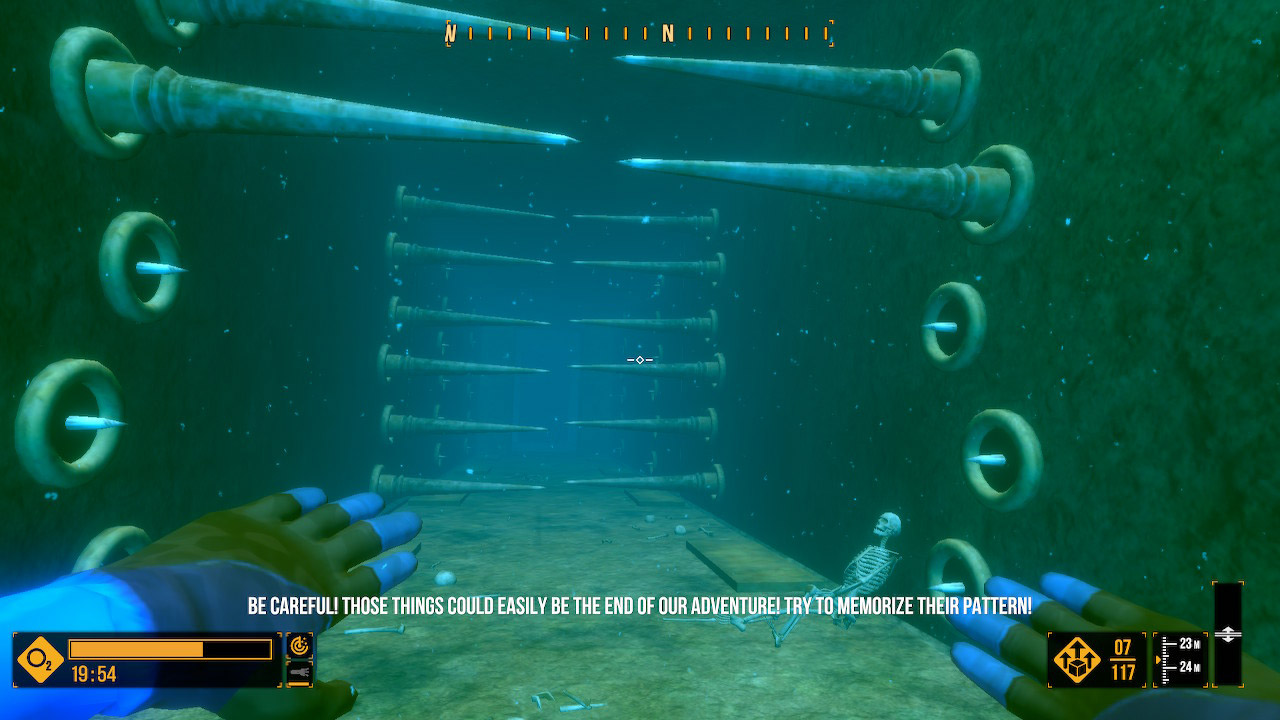 N N
BE CAREFUL! THOSE THINGS COULD EASILY BE THE END OF OUR ADVENTURE! TRY TO MEMORIZE THEIR PATTERN!
O2
19:54
07
117
23 M
24 M